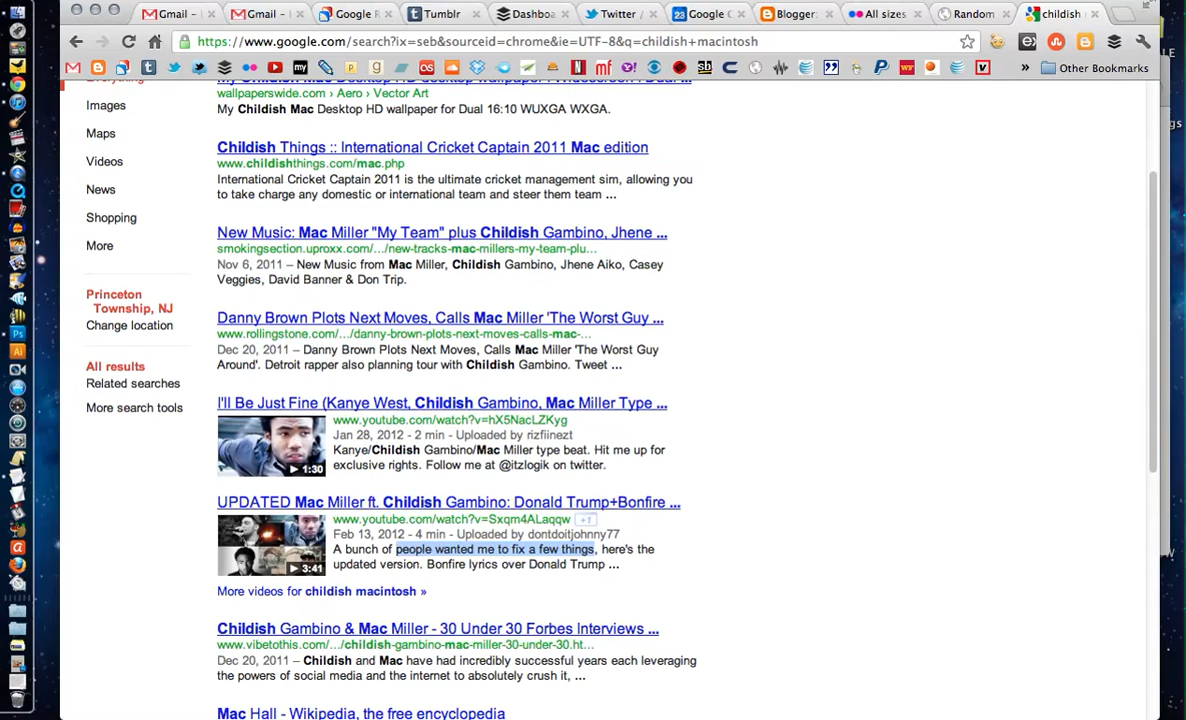 Gmail -
Gmail -
Google R
Tumblr
Dashboa
Twitter /
Google C
Blogger:
All sizes
Random
childish
https://www.google.com/search?ix=seb&sourceid=chrome&ie=UTF-8&q=childish+macintosh
Other Bookmarks
wallpaperswide.com › Aero › Vector Art
My Childish Mac Desktop HD wallpaper for Dual 16:10 WUXGA WXGA.
Images
Maps
Videos
News
Shopping
More
Princeton
Township, NJ
Change location
All results
Related searches
More search tools
Childish Things :: International Cricket Captain 2011 Mac edition
www.childishthings.com/mac.php
International Cricket Captain 2011 is the ultimate cricket management sim, allowing you
to take charge any domestic or international team and steer them team ...
New Music: Mac Miller "My Team" plus Childish Gambino, Jhene ...
smokingsection.uproxx.com/.../new-tracks-mac-millers-my-team-plu...
Nov 6, 2011 – New Music from Mac Miller, Childish Gambino, Jhene Aiko, Casey
Veggies, David Banner & Don Trip.
Danny Brown Plots Next Moves, Calls Mac Miller 'The Worst Guy ...
www.rollingstone.com/.../danny-brown-plots-next-moves-calls-mac-...
Dec 20, 2011 – Danny Brown Plots Next Moves, Calls Mac Miller 'The Worst Guy
Around'. Detroit rapper also planning tour with Childish Gambino. Tweet ...
I'll Be Just Fine (Kanye West, Childish Gambino, Mac Miller Type ...
www.youtube.com/watch?v=hX5NacLZKyg
Jan 28, 2012 - 2 min - Uploaded by rizfiinezt
Kanye/Childish Gambino/Mac Miller type beat. Hit me up for
exclusive rights. Follow me at @itzlogik on twitter.
1:30
UPDATED Mac Miller ft. Childish Gambino: Donald Trump+Bonfire ...
www.youtube.com/watch?v=Sxqm4ALaqqw +1
Feb 13, 2012 - 4 min - Uploaded by dontdoitjohnny77
A bunch of people wanted me to fix a few things, here's the
updated version. Bonfire lyrics over Donald Trump ...
3:41
More videos for childish macintosh »
Childish Gambino & Mac Miller - 30 Under 30 Forbes Interviews ...
www.vibetothis.com/.../childish-gambino-mac-miller-30-under-30.ht...
Dec 20, 2011 – Childish and Mac have had incredibly successful years each leveraging
the powers of social media and the internet to absolutely crush it, ...
Mac Hall - Wikipedia, the free encyclopedia